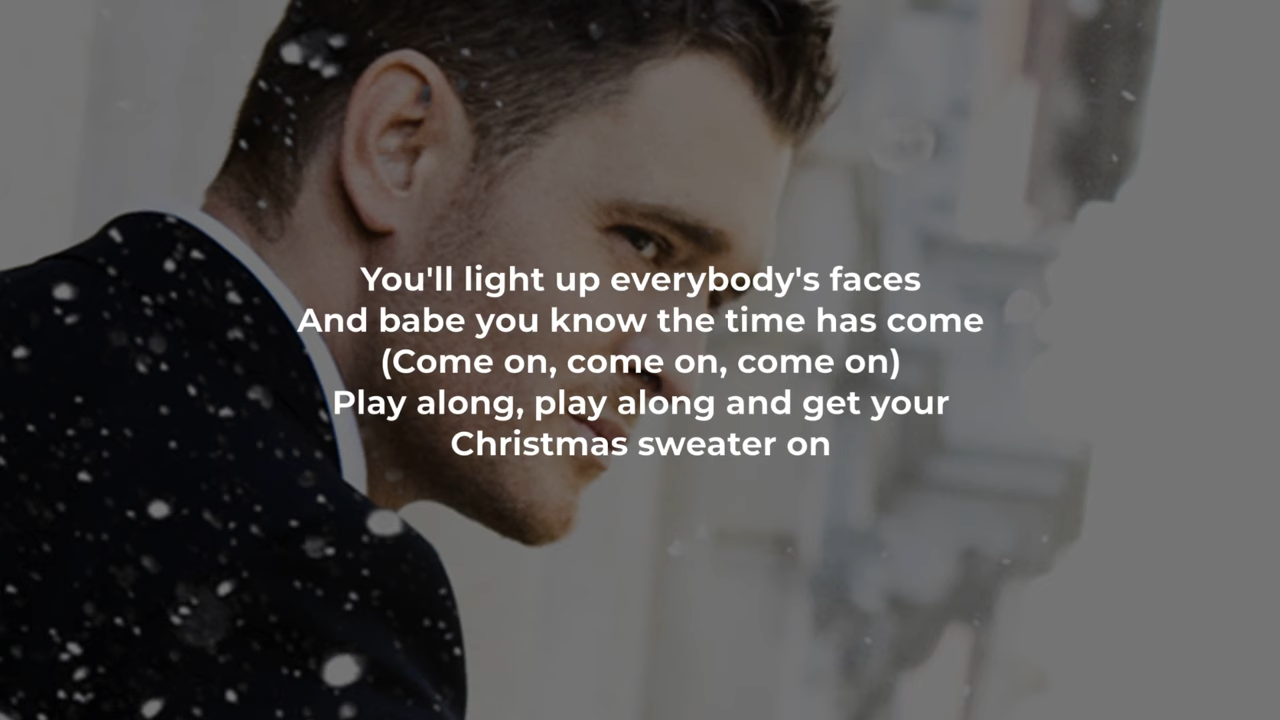 You'll light up everybody's faces
And babe you know the time has come
(Come on, come on, come on)
Play along, play along and get your
Christmas sweater on